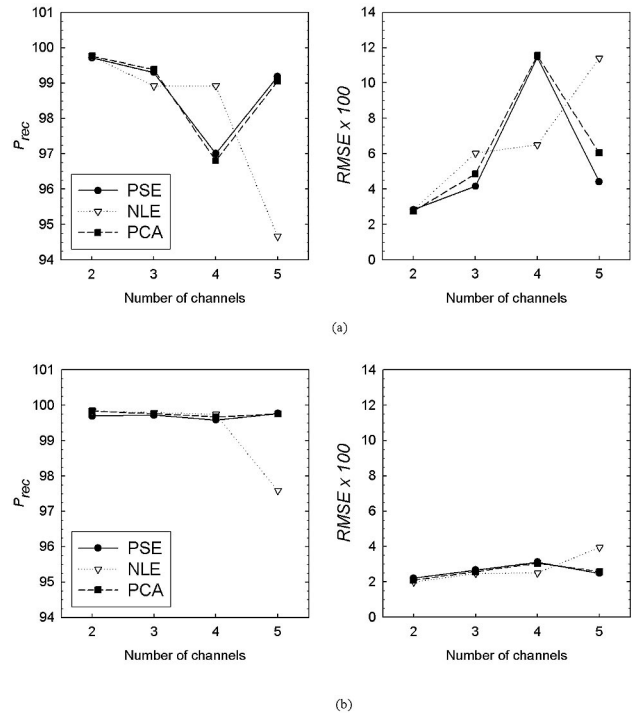 101
100
99
98
97
96
95
94
P_rec
PSE
NLE
PCA
2 3 4 5
Number of channels
14
12
10
8
6
4
2
0
RMSE x 100
2 3 4 5
Number of channels
(a)
101
100
99
98
97
96
95
94
P_rec
PSE
NLE
PCA
2 3 4 5
Number of channels
14
12
10
8
6
4
2
0
RMSE x 100
2 3 4 5
Number of channels
(b)